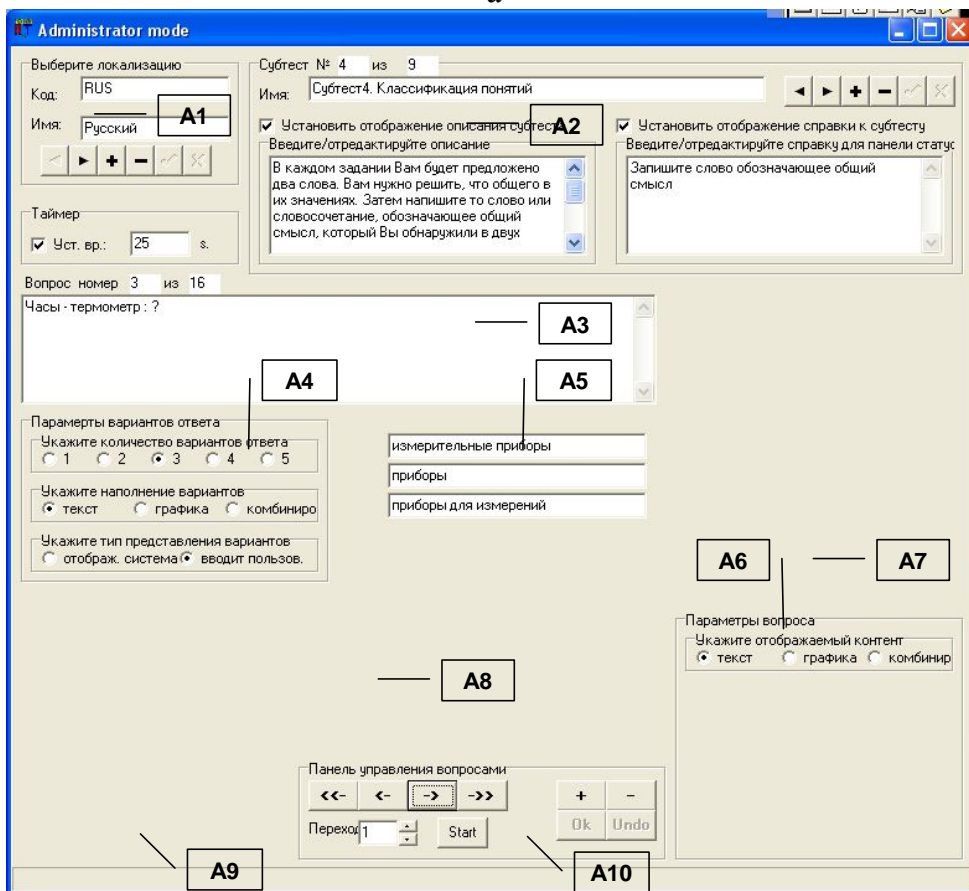 Administrator mode
Выберите локализацию
Код: RUS
Имя: Русский
A1
Таймер
Уст. вр.: 25 s.
Субтест № 4 из 9
Имя: Субтест4. Классификация понятий
Установить отображение описания субтеста
A2
Введите/отредактируйте описание
В каждом задании Вам будет предложено
два слова. Вам нужно решить, что общего в
их значениях. Затем напишите то слово или
словосочетание, обозначающее общий
смысл, который Вы обнаружили в двух
Установить отображение справки к субтесту
Введите/отредактируйте справку для панели статус
Запишите слово обозначающее общий
смысл
Вопрос номер 3 из 16
Часы - термометр : ?
A3
A4
A5
Парамерты вариантов ответа
Укажите количество вариантов ответа
1 2 3 4 5
Укажите наполнение вариантов
текст графика комбиниро
Укажите тип представления вариантов
отображ. система вводит пользов.
измерительные приборы
приборы
приборы для измерений
A6
A7
Параметры вопроса
Укажите отображаемый контент
текст графика комбинир
A8
Панель управления вопросами
<<- <- -> ->>
+ -
Переход 1 Start
Ok Undo
A9
A10